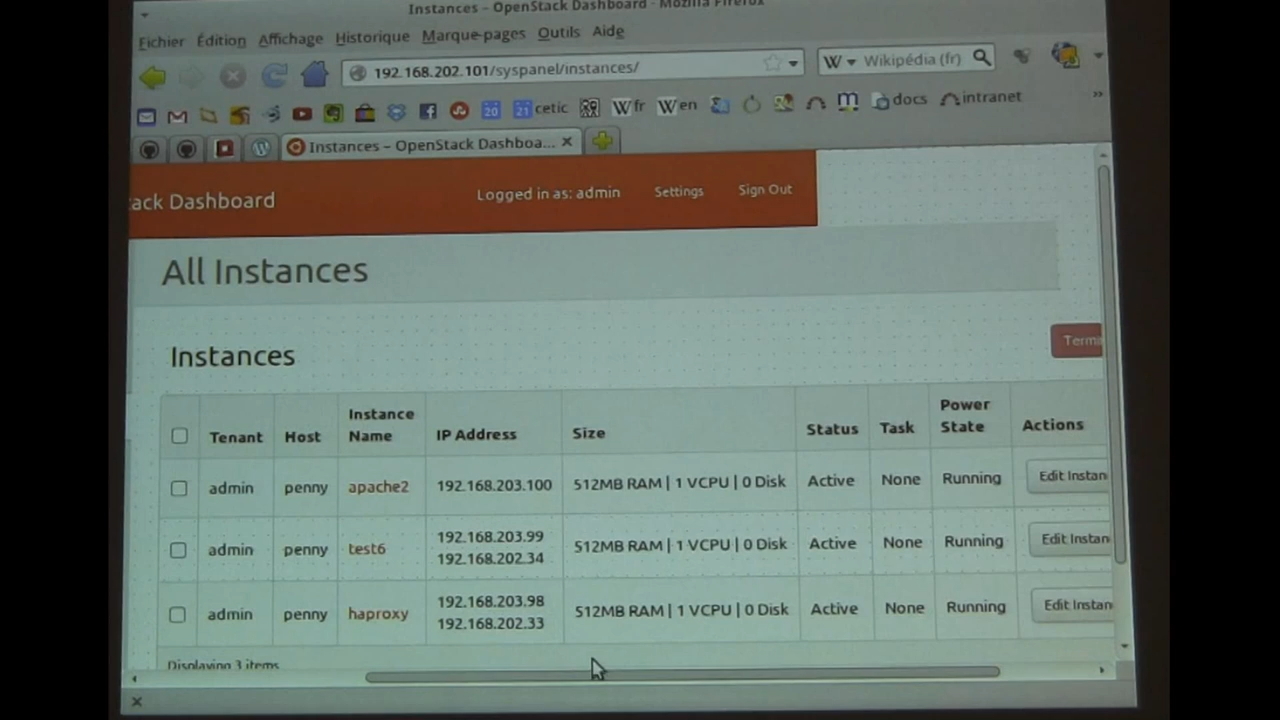 Instances – OpenStack Dashboard - Mozilla Firefox
Fichier Édition Affichage Historique Marque-pages Outils Aide
192.168.202.101/syspanel/instances/ W Wikipédia (fr)
20 21 cetic W fr W en docs intranet »
Instances – OpenStack Dashboa... ×
ack Dashboard Logged in as: admin Settings Sign Out
All Instances
Instances Termi
Tenant Host Instance Name IP Address Size Status Task Power State Actions
admin penny apache2 192.168.203.100 512MB RAM | 1 VCPU | 0 Disk Active None Running Edit Instan
admin penny test6 192.168.203.99 192.168.202.34 512MB RAM | 1 VCPU | 0 Disk Active None Running Edit Instan
admin penny haproxy 192.168.203.98 192.168.202.33 512MB RAM | 1 VCPU | 0 Disk Active None Running Edit Instan
Displaying 3 items